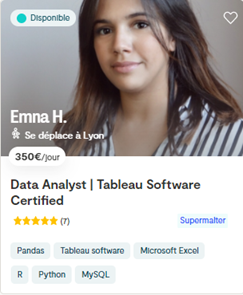 Disponible
Emna H.
Se déplace à Lyon
350€/jour
Data Analyst | Tableau Software
Certified
(7)
Supermalter
Pandas
Tableau software
Microsoft Excel
R
Python
MySQL